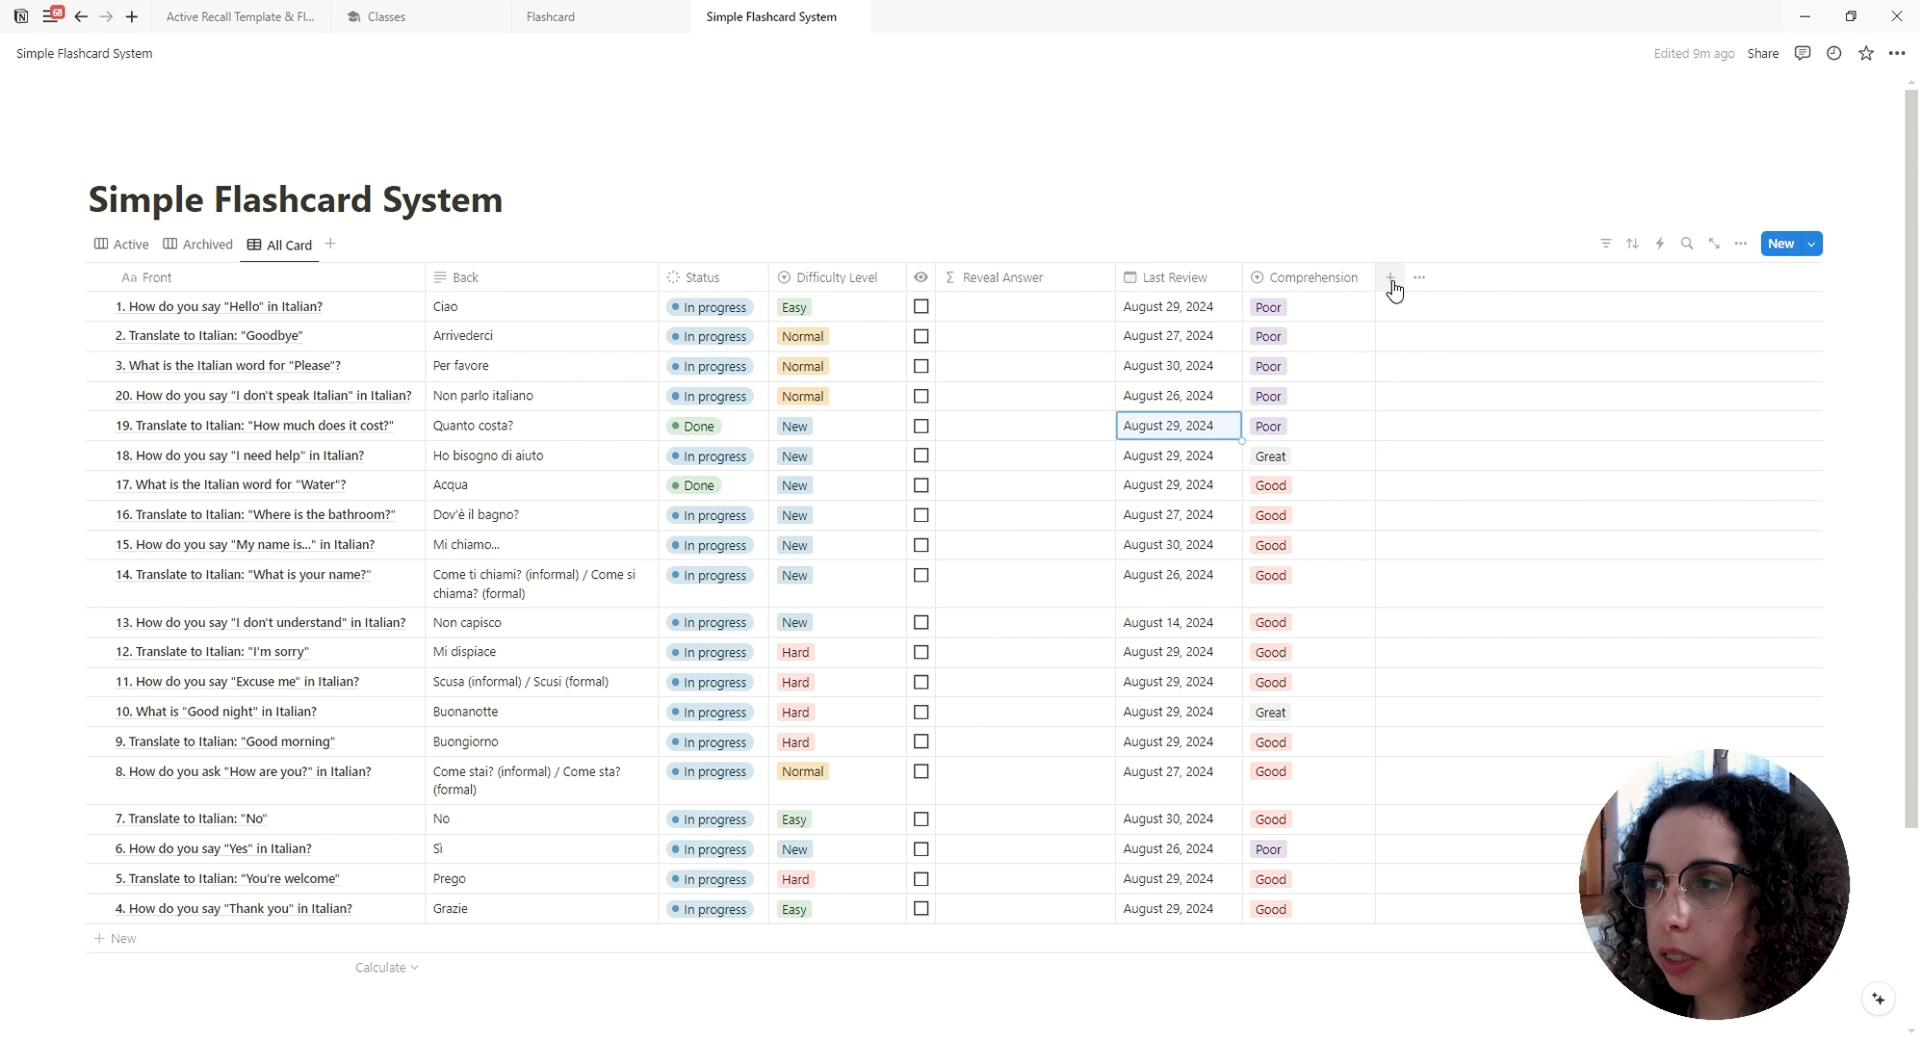 68
Active Recall Template & Fl...
Classes
Flashcard
Simple Flashcard System
Simple Flashcard System
Edited 9m ago Share
Simple Flashcard System
Active Archived All Card
New
Aa Front Back Status Difficulty Level Σ Reveal Answer Last Review Comprehension
1. How do you say "Hello" in Italian? Ciao In progress Easy August 29, 2024 Poor
2. Translate to Italian: "Goodbye" Arrivederci In progress Normal August 27, 2024 Poor
3. What is the Italian word for "Please"? Per favore In progress Normal August 30, 2024 Poor
20. How do you say "I don't speak Italian" in Italian? Non parlo italiano In progress Normal August 26, 2024 Poor
19. Translate to Italian: "How much does it cost?" Quanto costa? Done New August 29, 2024 Poor
18. How do you say "I need help" in Italian? Ho bisogno di aiuto In progress New August 29, 2024 Great
17. What is the Italian word for "Water"? Acqua Done New August 29, 2024 Good
16. Translate to Italian: "Where is the bathroom?" Dov'è il bagno? In progress New August 27, 2024 Good
15. How do you say "My name is..." in Italian? Mi chiamo... In progress New August 30, 2024 Good
14. Translate to Italian: "What is your name?" Come ti chiami? (informal) / Come si In progress New August 26, 2024 Good
chiama? (formal)
13. How do you say "I don't understand" in Italian? Non capisco In progress New August 14, 2024 Good
12. Translate to Italian: "I'm sorry" Mi dispiace In progress Hard August 29, 2024 Good
11. How do you say "Excuse me" in Italian? Scusa (informal) / Scusi (formal) In progress Hard August 29, 2024 Good
10. What is "Good night" in Italian? Buonanotte In progress Hard August 29, 2024 Great
9. Translate to Italian: "Good morning" Buongiorno In progress Hard August 29, 2024 Good
8. How do you ask "How are you?" in Italian? Come stai? (informal) / Come sta? In progress Normal August 27, 2024 Good
(formal)
7. Translate to Italian: "No" No In progress Easy August 30, 2024 Good
6. How do you say "Yes" in Italian? Sì In progress New August 26, 2024 Poor
5. Translate to Italian: "You're welcome" Prego In progress Hard August 29, 2024 Good
4. How do you say "Thank you" in Italian? Grazie In progress Easy August 29, 2024 Good
New
Calculate